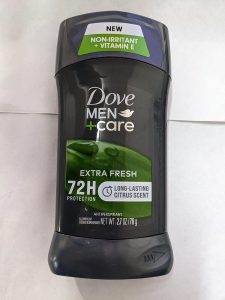 NEW
NON-IRRITANT
+ VITAMIN E
Dove
MEN
+care
EXTRA FRESH
72H
PROTECTION
LONG-LASTING
CITRUS SCENT
ANTIPERSPIRANT
NET WT. 2.7 OZ (76 g)